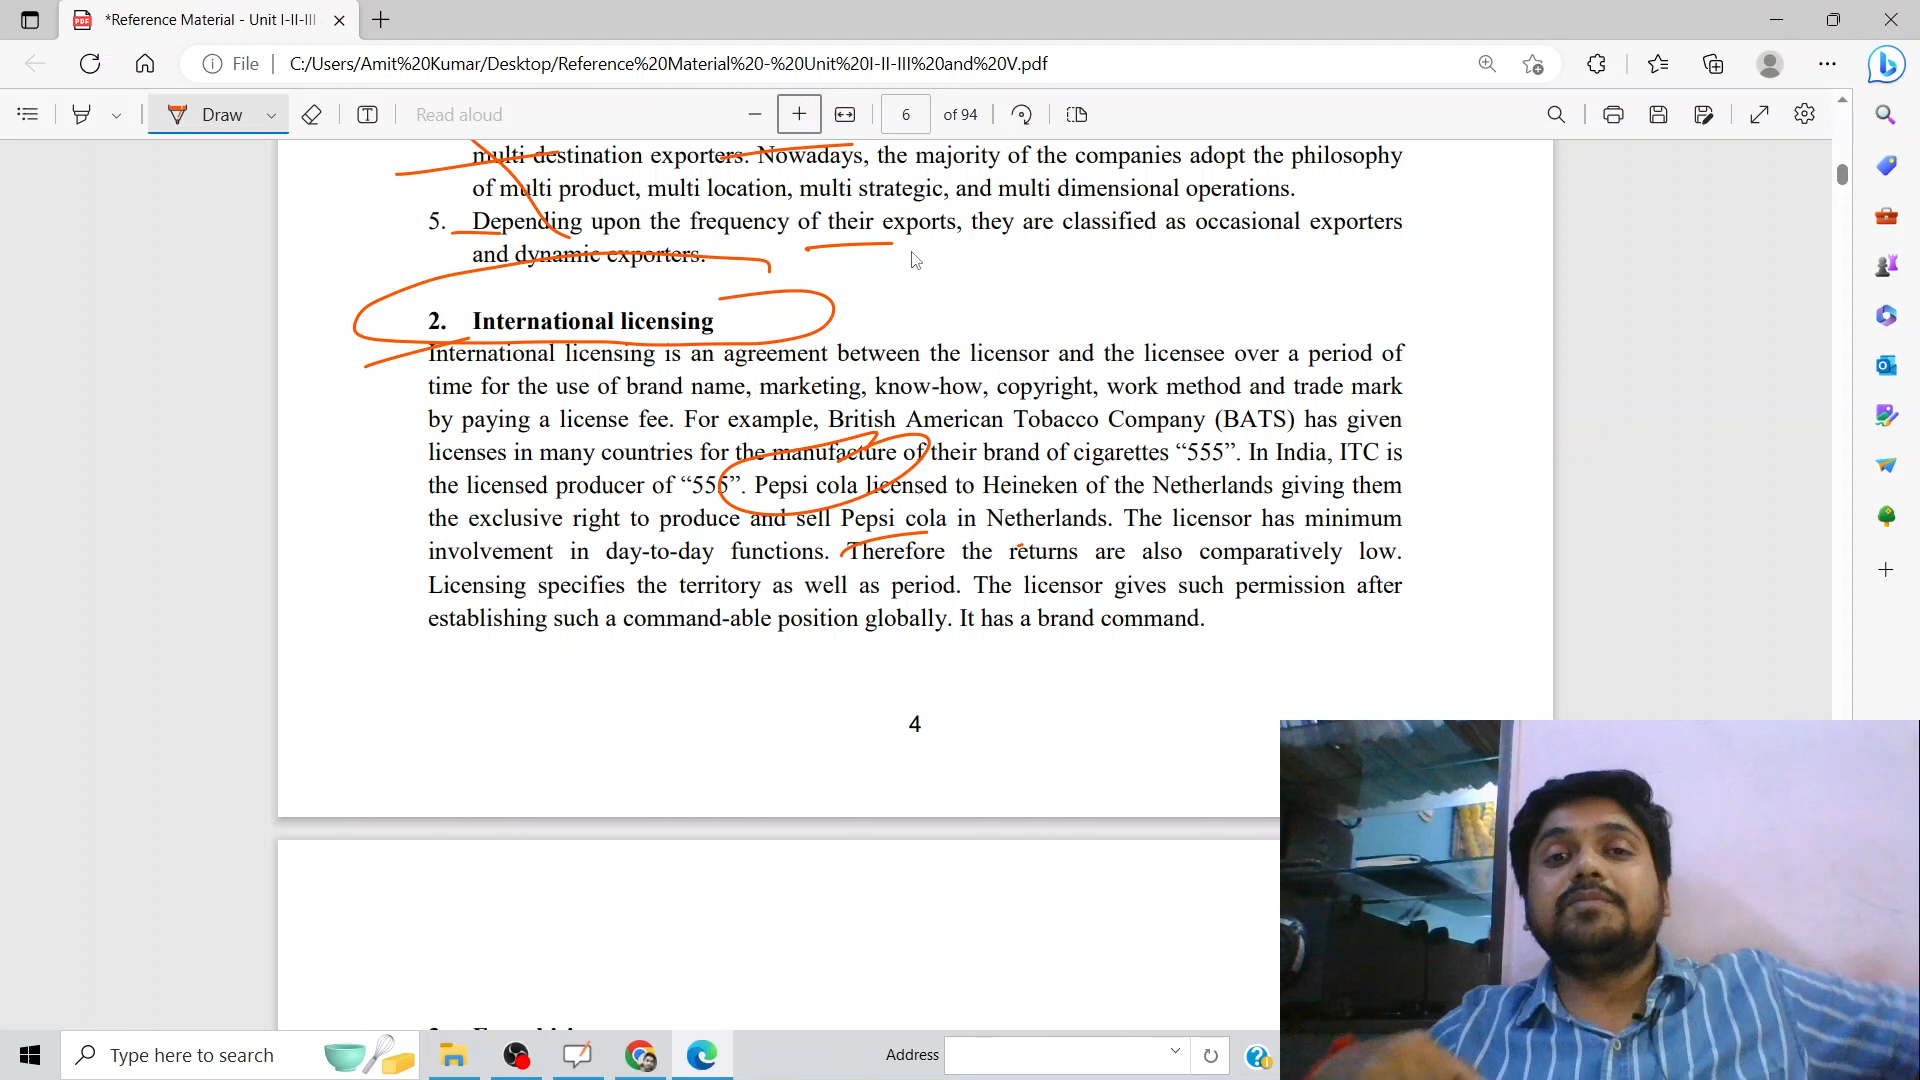 *Reference Material - Unit I-II-III
File
C:/Users/Amit%20Kumar/Desktop/Reference%20Material%20-%20Unit%20I-II-III%20and%20V.pdf
Draw
Read aloud
6 of 94
multi destination exporters. Nowadays, the majority of the companies adopt the philosophy
of multi product, multi location, multi strategic, and multi dimensional operations.
5. Depending upon the frequency of their exports, they are classified as occasional exporters
and dynamic exporters.
2. International licensing
International licensing is an agreement between the licensor and the licensee over a period of
time for the use of brand name, marketing, know-how, copyright, work method and trade mark
by paying a license fee. For example, British American Tobacco Company (BATS) has given
licenses in many countries for the manufacture of their brand of cigarettes “555”. In India, ITC is
the licensed producer of “555”. Pepsi cola licensed to Heineken of the Netherlands giving them
the exclusive right to produce and sell Pepsi cola in Netherlands. The licensor has minimum
involvement in day-to-day functions. Therefore the returns are also comparatively low.
Licensing specifies the territory as well as period. The licensor gives such permission after
establishing such a command-able position globally. It has a brand command.
4
Type here to search
Address